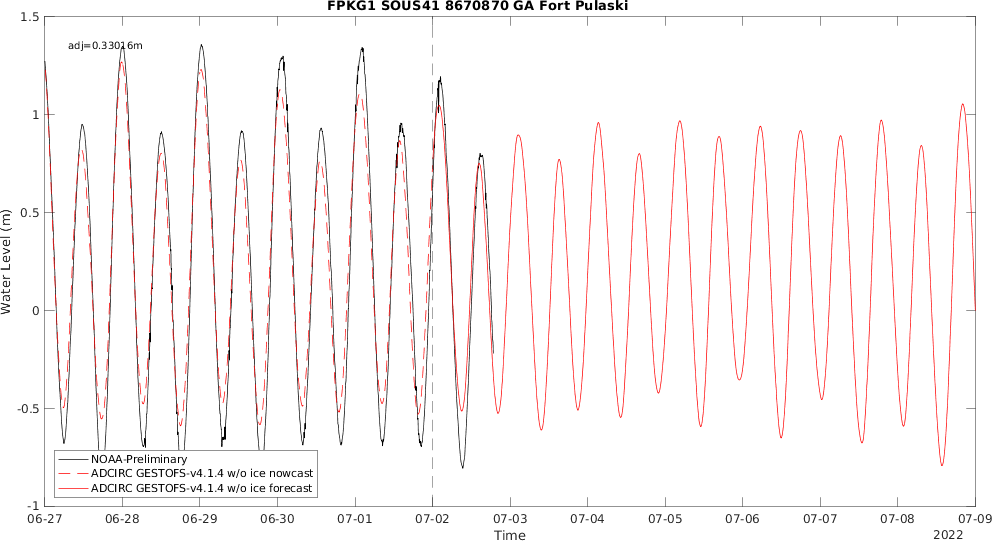 FPKG1 SOUS41 8670870 GA Fort Pulaski
adj=0.33016m
Water Level (m)
1.5
1
0.5
0
-0.5
-1
NOAA-Preliminary
ADCIRC GESTOFS-v4.1.4 w/o ice nowcast
ADCIRC GESTOFS-v4.1.4 w/o ice forecast
06-27 06-28 06-29 06-30 07-01 07-02 07-03 07-04 07-05 07-06 07-07 07-08 07-09
Time
2022